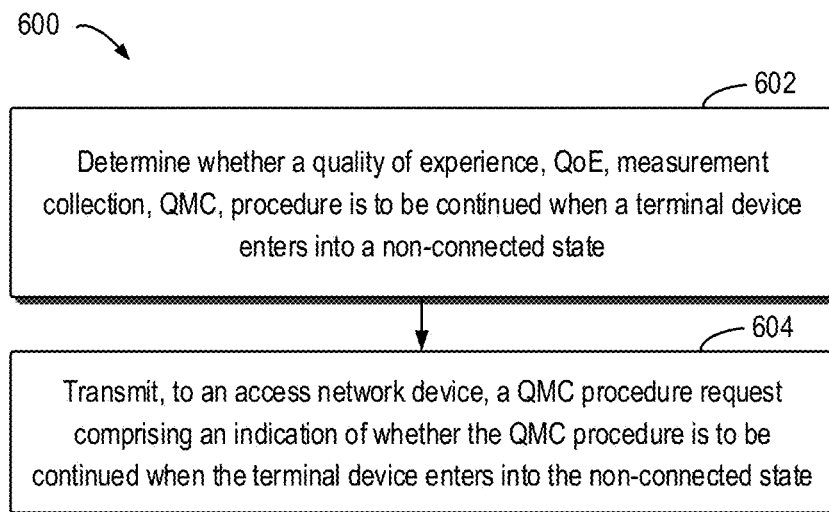 600
602
Determine whether a quality of experience, QoE, measurement
collection, QMC, procedure is to be continued when a terminal device
enters into a non-connected state
604
Transmit, to an access network device, a QMC procedure request
comprising an indication of whether the QMC procedure is to be
continued when the terminal device enters into the non-connected state